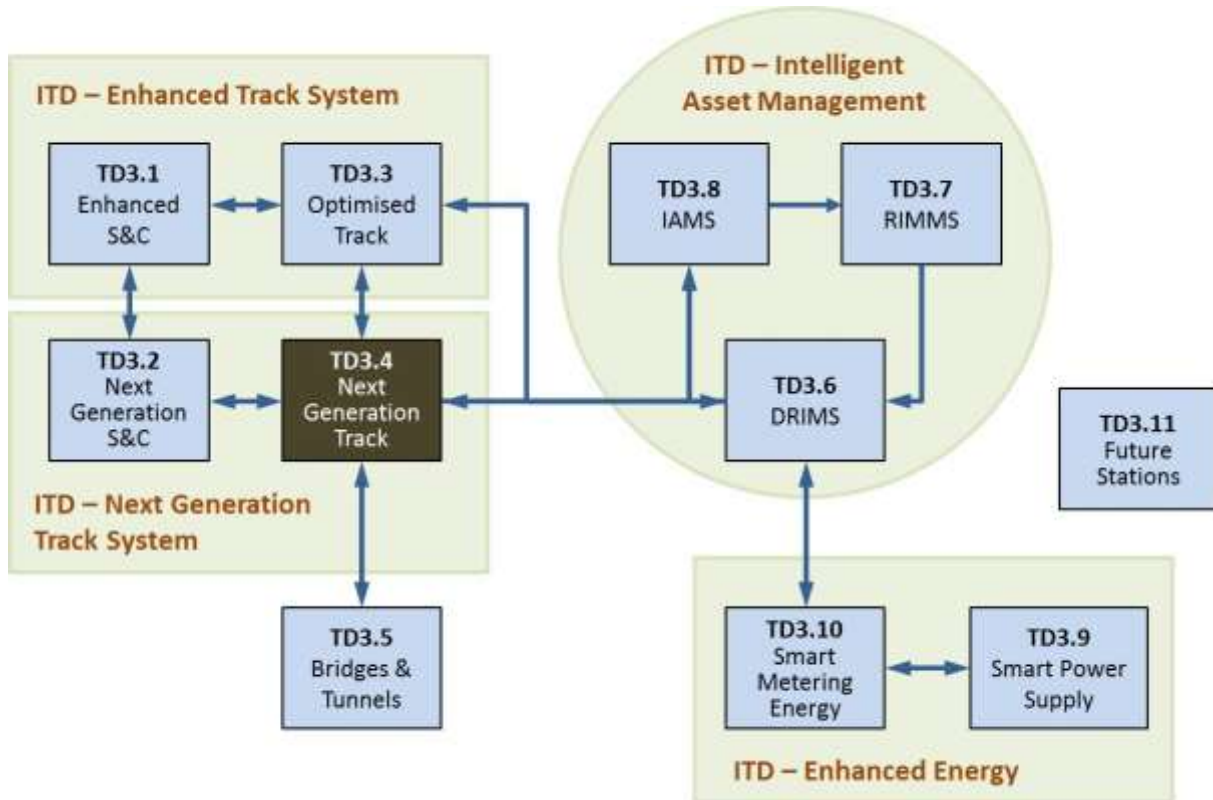 ITD – Enhanced Track System
TD3.1
Enhanced
S&C
TD3.3
Optimised
Track
TD3.2
Next
Generation
S&C
TD3.4
Next
Generation
Track
ITD – Next Generation
Track System
TD3.5
Bridges &
Tunnels
ITD – Intelligent
Asset Management
TD3.8
IAMS
TD3.7
RIMMS
TD3.6
DRIMS
TD3.11
Future
Stations
TD3.10
Smart
Metering
Energy
TD3.9
Smart Power
Supply
ITD – Enhanced Energy